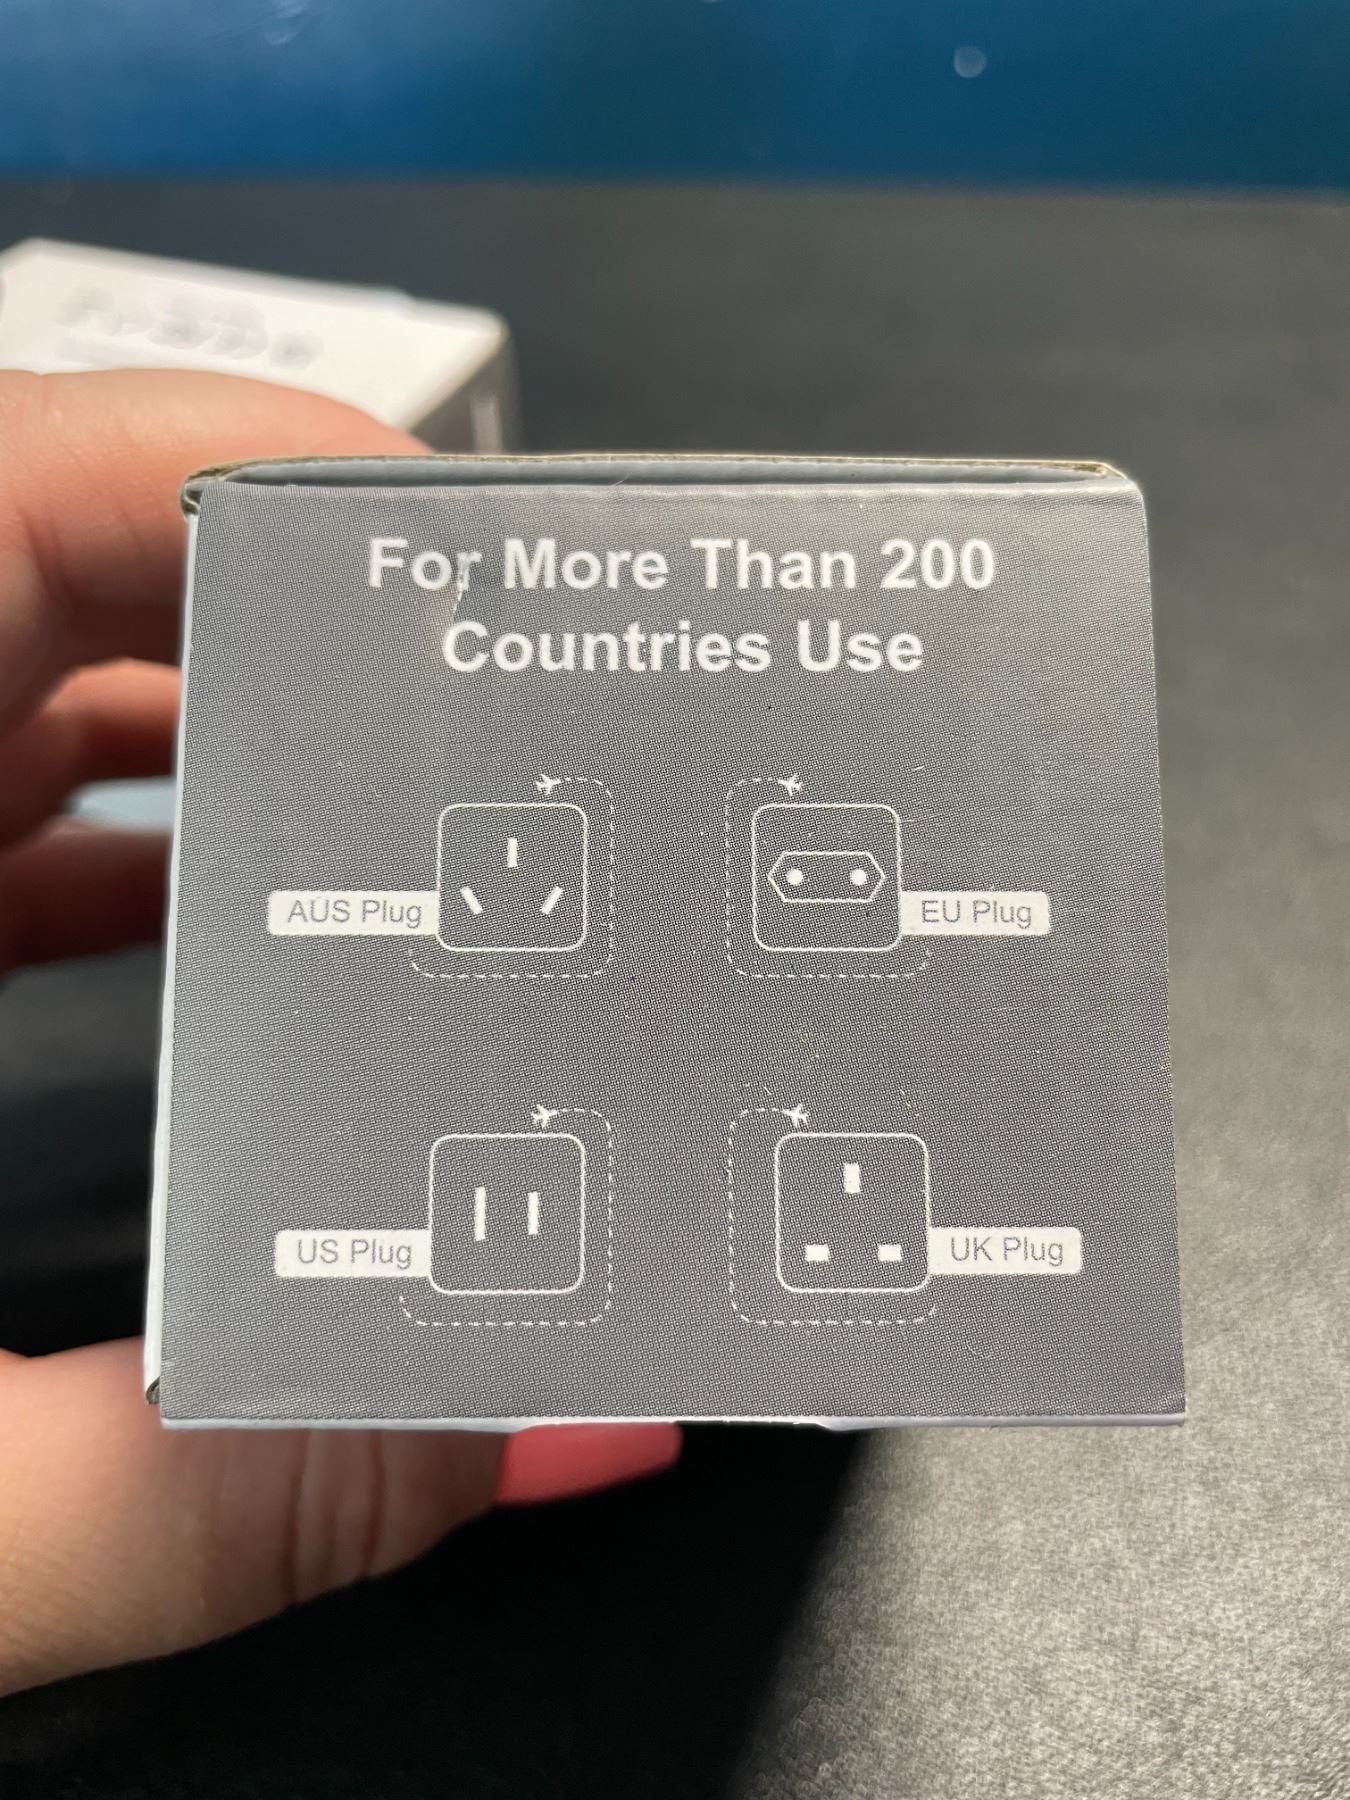 For More Than 200
Countries Use
AUS Plug
EU Plug
US Plug
UK Plug